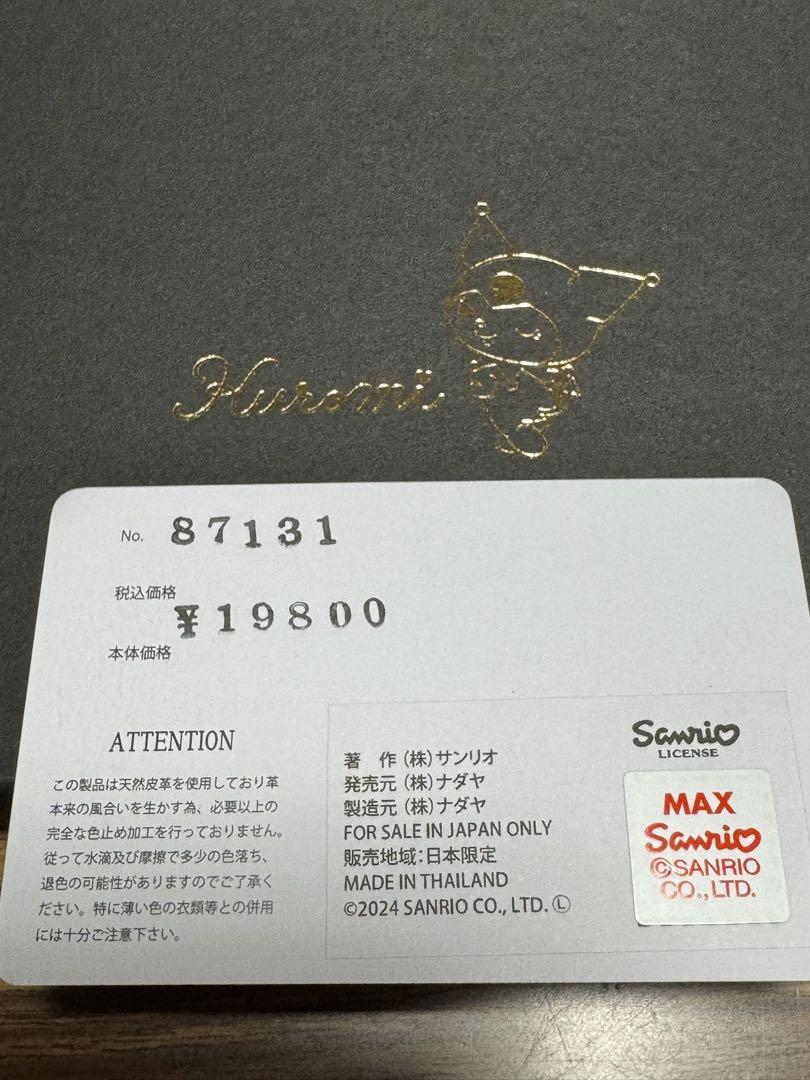 Kuromi
No. 87131
税込価格
¥19800
本体価格
ATTENTION
この製品は天然皮革を使用しており革
本来の風合いを生かす為、必要以上の
完全な色止め加工を行っておりません。
従って水滴及び摩擦で多少の色落ち、
退色の可能性がありますのでご了承く
ださい。特に薄い色の衣類等との併用
には十分ご注意下さい。
著　作 (株)サンリオ
発売元 (株)ナダヤ
製造元 (株)ナダヤ
FOR SALE IN JAPAN ONLY
販売地域:日本限定
MADE IN THAILAND
©2024 SANRIO CO., LTD. Ⓛ
Sanrio
LICENSE
MAX
Sanrio
©SANRIO
CO.,LTD.